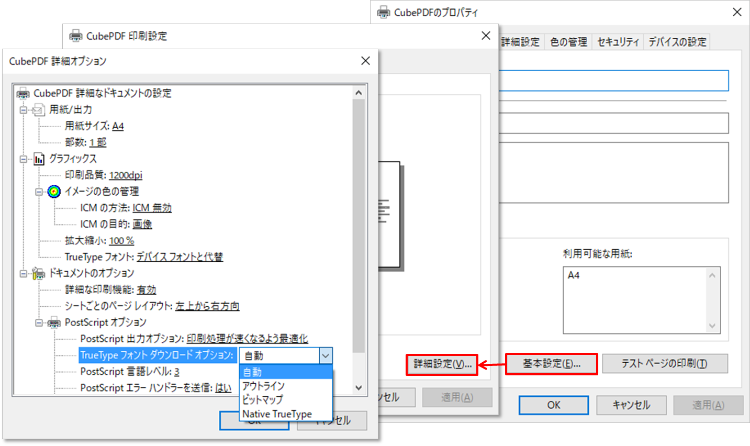 CubePDFのプロパティ
詳細設定 色の管理 セキュリティ デバイスの設定
利用可能な用紙:
A4
基本設定(E)...
テスト ページの印刷(T)
OK キャンセル 適用(A)
CubePDF 印刷設定
詳細設定(V)...
セル 適用(A)
CubePDF 詳細オプション
CubePDF 詳細なドキュメントの設定
用紙/出力
用紙サイズ: A4
部数: 1 部
グラフィックス
印刷品質: 1200dpi
イメージの色の管理
ICM の方法: ICM 無効
ICM の目的: 画像
拡大縮小: 100 %
TrueType フォント: デバイス フォントと代替
ドキュメントのオプション
詳細な印刷機能: 有効
シートごとのページ レイアウト: 左上から右方向
PostScript オプション
PostScript 出力オプション: 印刷処理が速くなるよう最適化
TrueType フォント ダウンロード オプション: 自動
PostScript 言語レベル: 3
PostScript エラー ハンドラーを送信: はい
自動
アウトライン
ビットマップ
Native TrueType